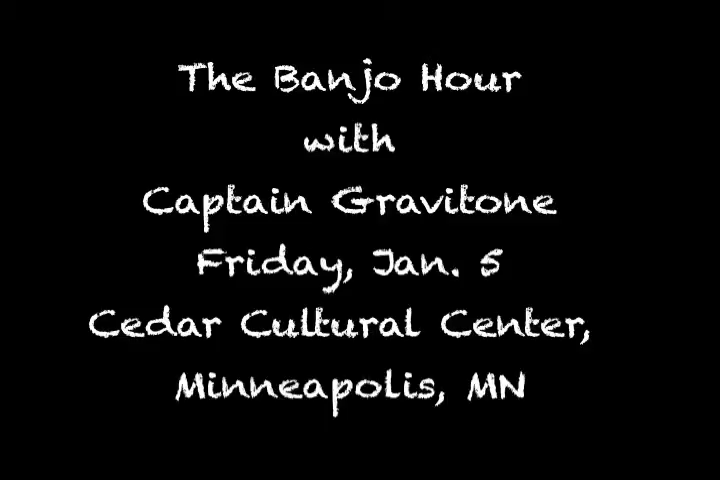 The Banjo Hour
with
Captain Gravitone
Friday, Jan. 5
Cedar Cultural Center,
Minneapolis, MN